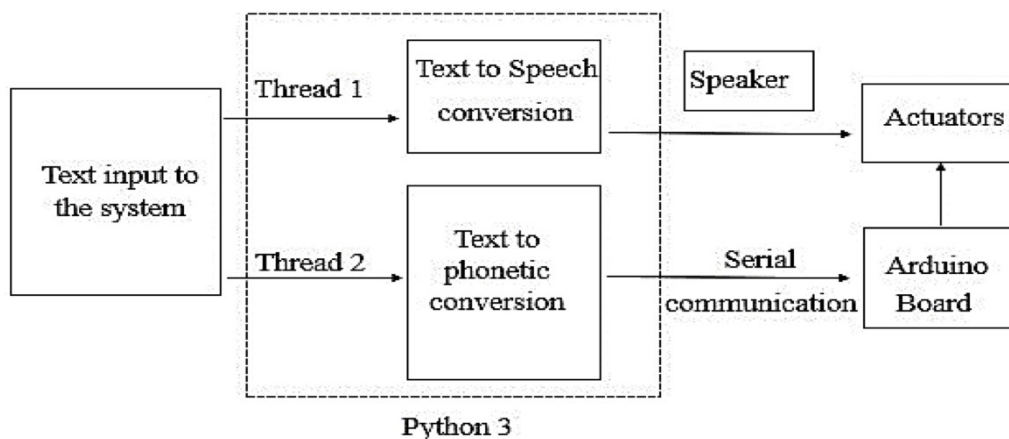 Text input to
the system
Thread 1
Thread 2
Text to Speech
conversion
Text to
phonetic
conversion
Python 3
Speaker
Serial
communication
Actuators
Arduino
Board